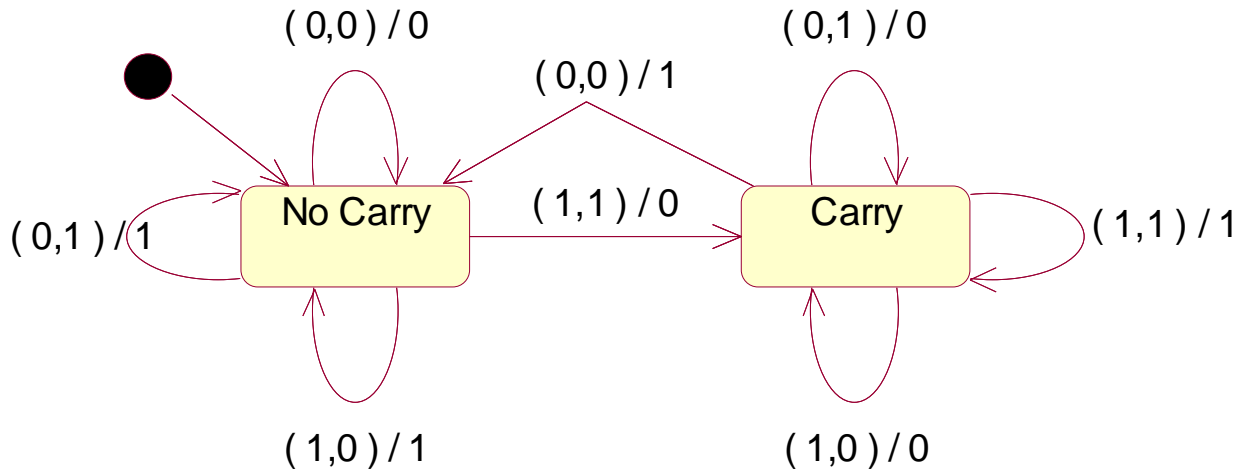 ( 0,0 ) / 0
( 0,1 ) / 0
( 0,0 ) / 1
No Carry
( 1,1 ) / 0
Carry
( 0,1 ) / 1
( 1,1 ) / 1
( 1,0 ) / 1
( 1,0 ) / 0